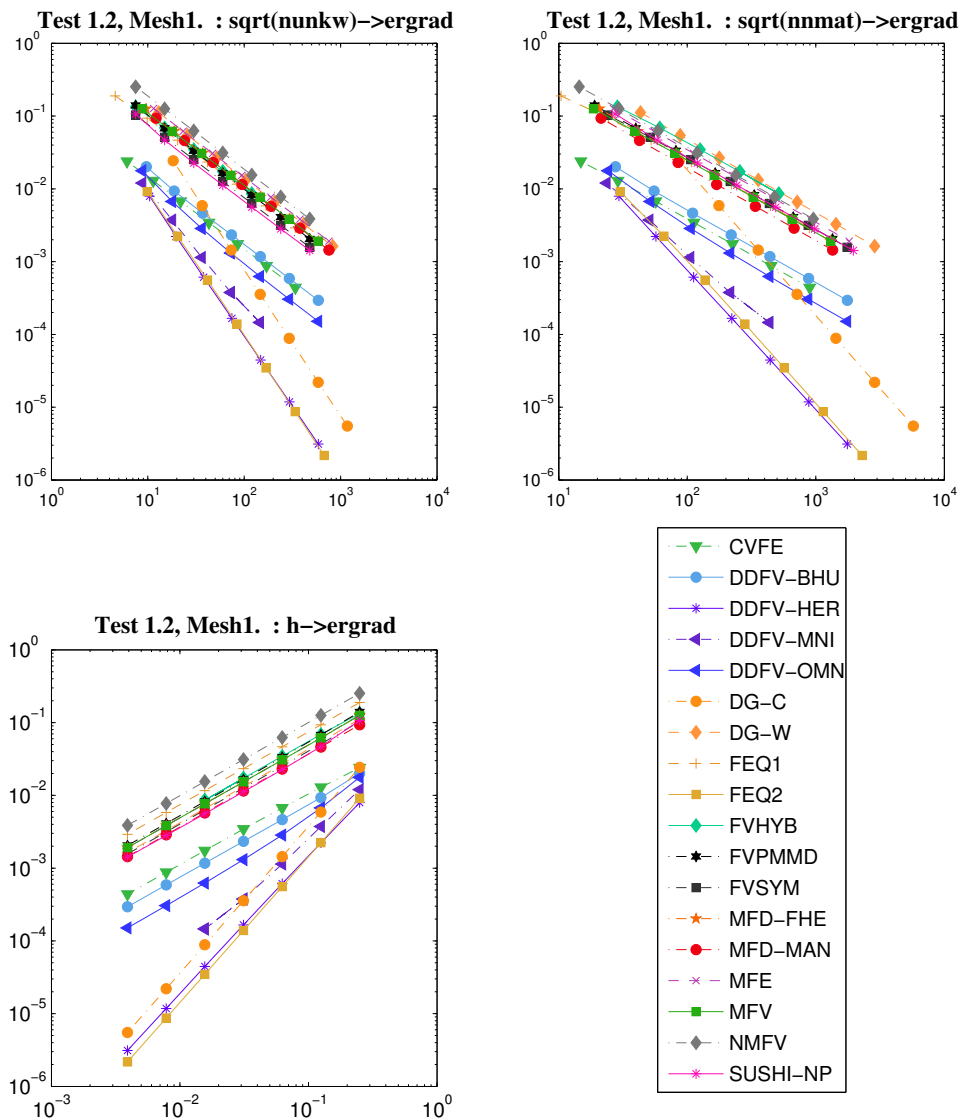 Test 1.2, Mesh1. : sqrt(nunkw)->ergrad
10^0
10^−1
10^−2
10^−3
10^−4
10^−5
10^−6
10^0 10^1 10^2 10^3 10^4
Test 1.2, Mesh1. : sqrt(nnmat)->ergrad
10^0
10^−1
10^−2
10^−3
10^−4
10^−5
10^−6
10^1 10^2 10^3 10^4
Test 1.2, Mesh1. : h->ergrad
10^0
10^−1
10^−2
10^−3
10^−4
10^−5
10^−6
10^−3 10^−2 10^−1 10^0
CVFE
DDFV−BHU
DDFV−HER
DDFV−MNI
DDFV−OMN
DG−C
DG−W
FEQ1
FEQ2
FVHYB
FVPMMD
FVSYM
MFD−FHE
MFD−MAN
MFE
MFV
NMFV
SUSHI−NP